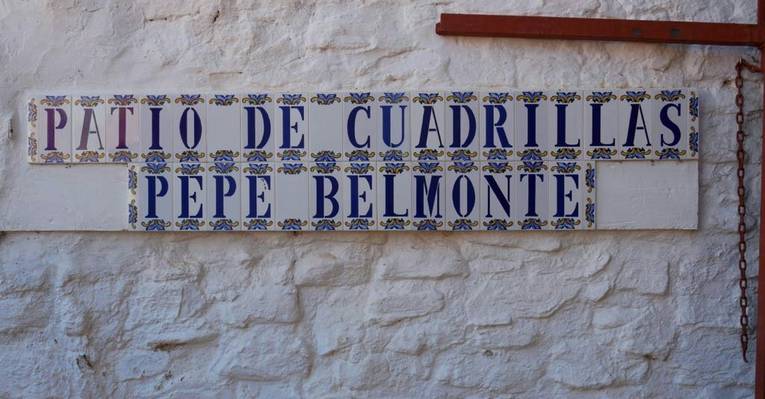 PATIO DE CUADRILLAS
PEPE BELMONTE